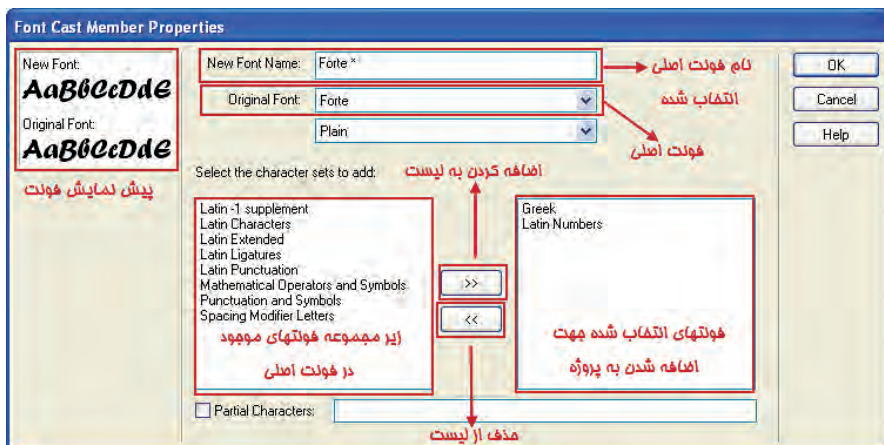 Font Cast Member Properties
New Font:
AaBbCcDdE
Original Font:
AaBbCcDdE
پیش نمایش فونت
New Font Name: Forte *
نام فونت اصلی
انتخاب شده
Original Font: Forte
Plain
فونت اصلی
OK
Cancel
Help
Select the character sets to add:
اضافه کردن به لیست
Latin -1 supplement
Latin Characters
Latin Extended
Latin Ligatures
Latin Punctuation
Mathematical Operators and Symbols
Punctuation and Symbols
Spacing Modifier Letters
زیر مجموعه فونتهای موجود
در فونت اصلی
>>
<<
Greek
Latin Numbers
فونتهای انتخاب شده جهت
اضافه شدن به پروژه
Partial Characters:
حذف از لیست